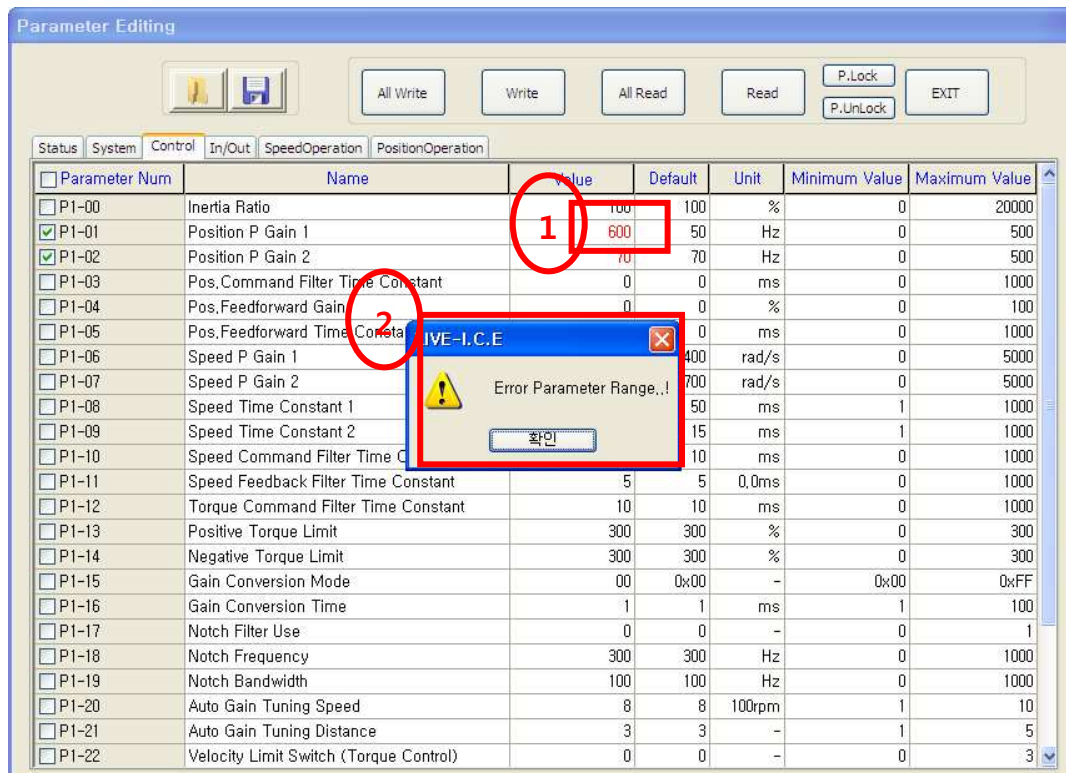 Parameter Editing
All Write Write All Read Read P.Lock P.UnLock EXIT
Status System Control In/Out SpeedOperation PositionOperation
Parameter Num Name Value Default Unit Minimum Value Maximum Value
P1-00 Inertia Ratio 100 100 % 0 20000
P1-01 Position P Gain 1 600 50 Hz 0 500
P1-02 Position P Gain 2 70 70 Hz 0 500
P1-03 Pos,Command Filter Time Constant 0 0 ms 0 1000
P1-04 Pos,Feedforward Gain 0 0 % 0 100
P1-05 Pos,Feedforward Time 0 ms 0 1000
P1-06 Speed P Gain 1 400 rad/s 0 5000
P1-07 Speed P Gain 2 700 rad/s 0 5000
P1-08 Speed Time Constant 1 50 ms 1 1000
P1-09 Speed Time Constant 2 15 ms 1 1000
P1-10 Speed Command Filter Time 10 ms 0 1000
P1-11 Speed Feedback Filter Time Constant 5 5 0,0ms 0 1000
P1-12 Torque Command Filter Time Constant 10 10 ms 0 1000
P1-13 Positive Torque Limit 300 300 % 0 300
P1-14 Negative Torque Limit 300 300 % 0 300
P1-15 Gain Conversion Mode 00 0x00 - 0x00 0xFF
P1-16 Gain Conversion Time 1 1 ms 1 100
P1-17 Notch Filter Use 0 0 - 0 1
P1-18 Notch Frequency 300 300 Hz 0 1000
P1-19 Notch Bandwidth 100 100 Hz 0 1000
P1-20 Auto Gain Tuning Speed 8 8 100rpm 1 10
P1-21 Auto Gain Tuning Distance 3 3 - 1 5
P1-22 Velocity Limit Switch (Torque Control) 0 0 - 0 3
1
2
IVE-I.C.E
Error Parameter Range,,!
확인